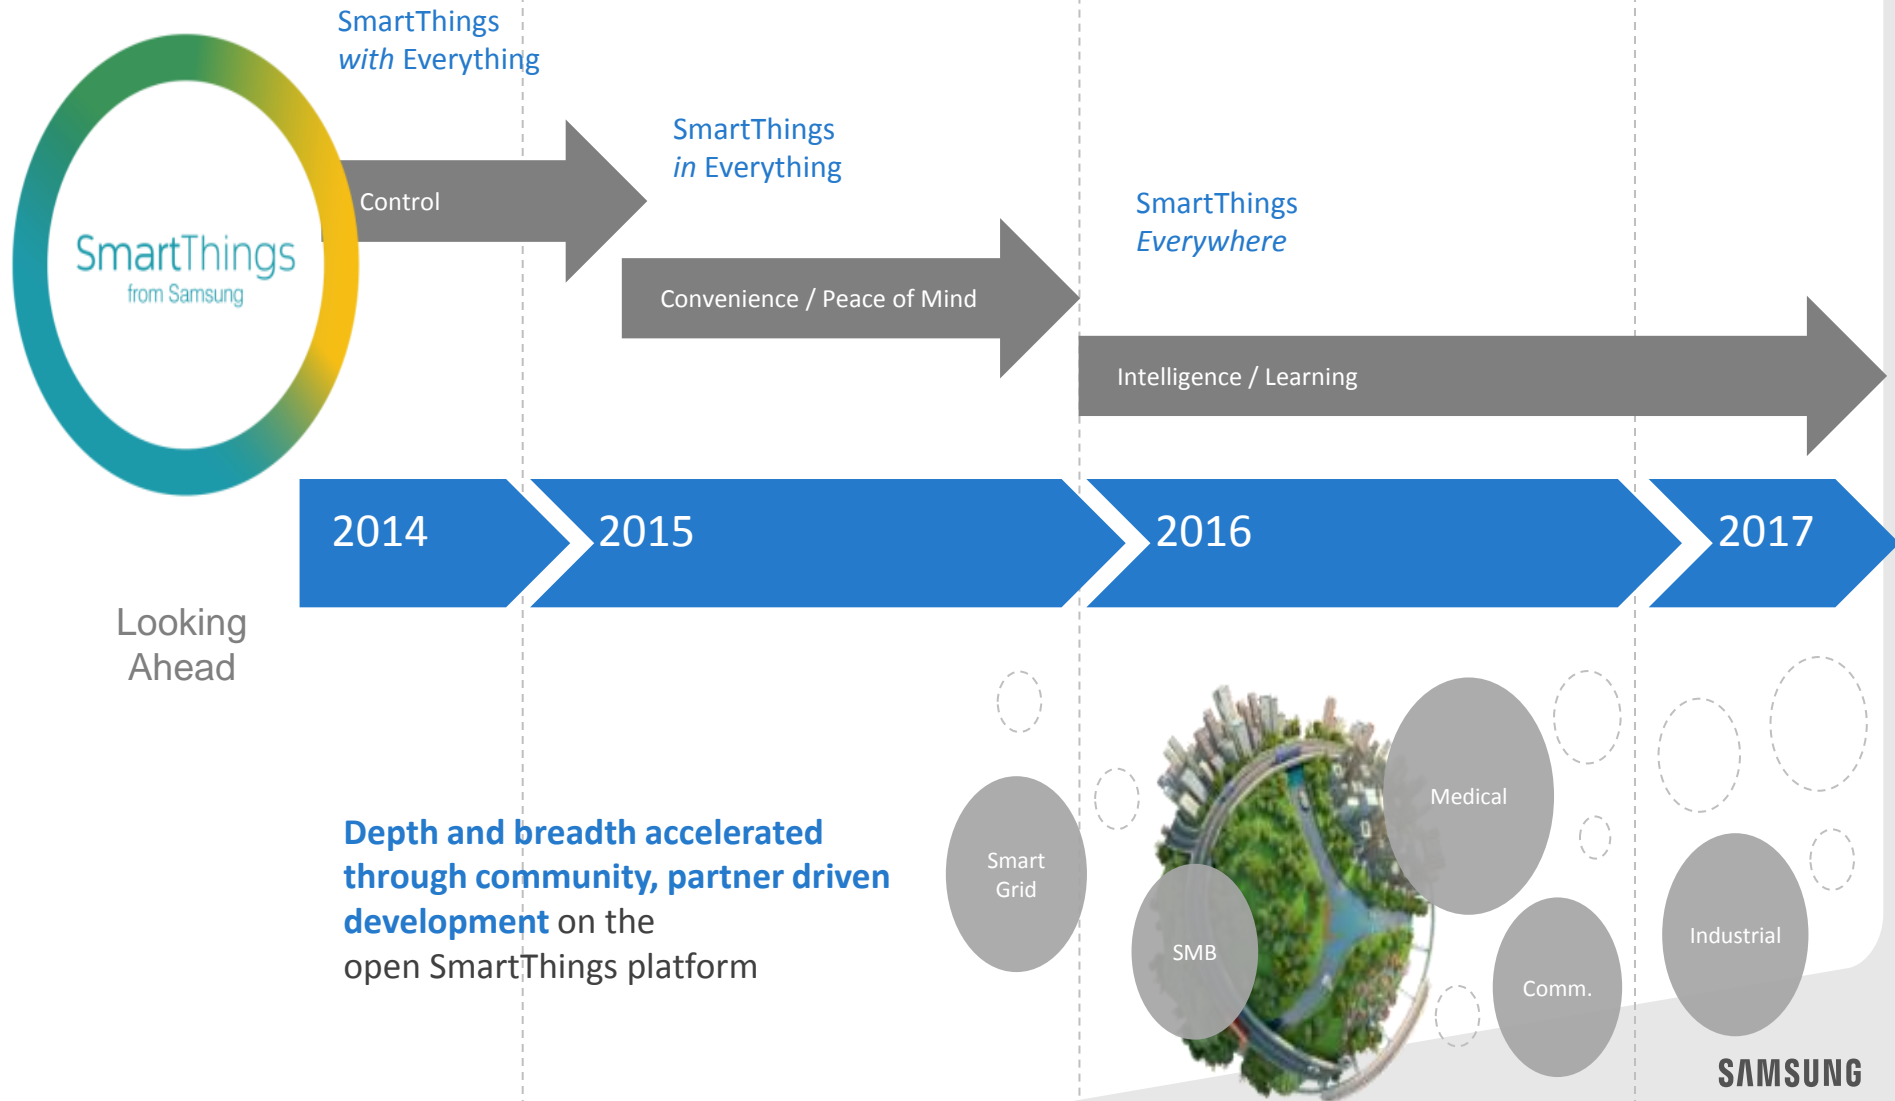 SmartThings
with Everything
SmartThings
in Everything
SmartThings
Everywhere
Control
Convenience / Peace of Mind
Intelligence / Learning
SmartThings
from Samsung
2014
2015
2016
2017
Looking
Ahead
Depth and breadth accelerated
through community, partner driven
development on the
open SmartThings platform
Smart
Grid
SMB
Medical
Comm.
Industrial
SAMSUNG